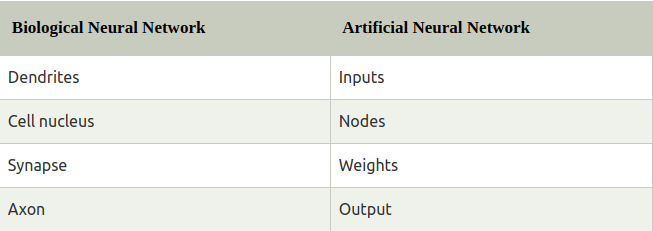 Biological Neural Network Artificial Neural Network
Dendrites Inputs
Cell nucleus Nodes
Synapse Weights
Axon Output